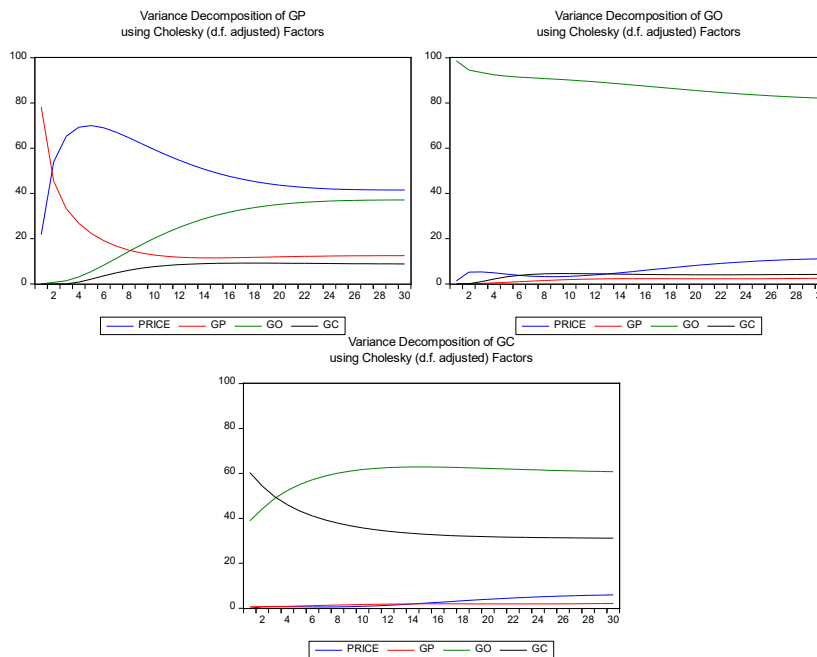 Variance Decomposition of GP
using Cholesky (d.f. adjusted) Factors
100
80
60
40
20
0
2 4 6 8 10 12 14 16 18 20 22 24 26 28 30
PRICE GP GO GC
Variance Decomposition of GO
using Cholesky (d.f. adjusted) Factors
100
80
60
40
20
0
2 4 6 8 10 12 14 16 18 20 22 24 26 28 3
PRICE GP GO GC
Variance Decomposition of GC
using Cholesky (d.f. adjusted) Factors
100
80
60
40
20
0
2 4 6 8 10 12 14 16 18 20 22 24 26 28 30
PRICE GP GO GC